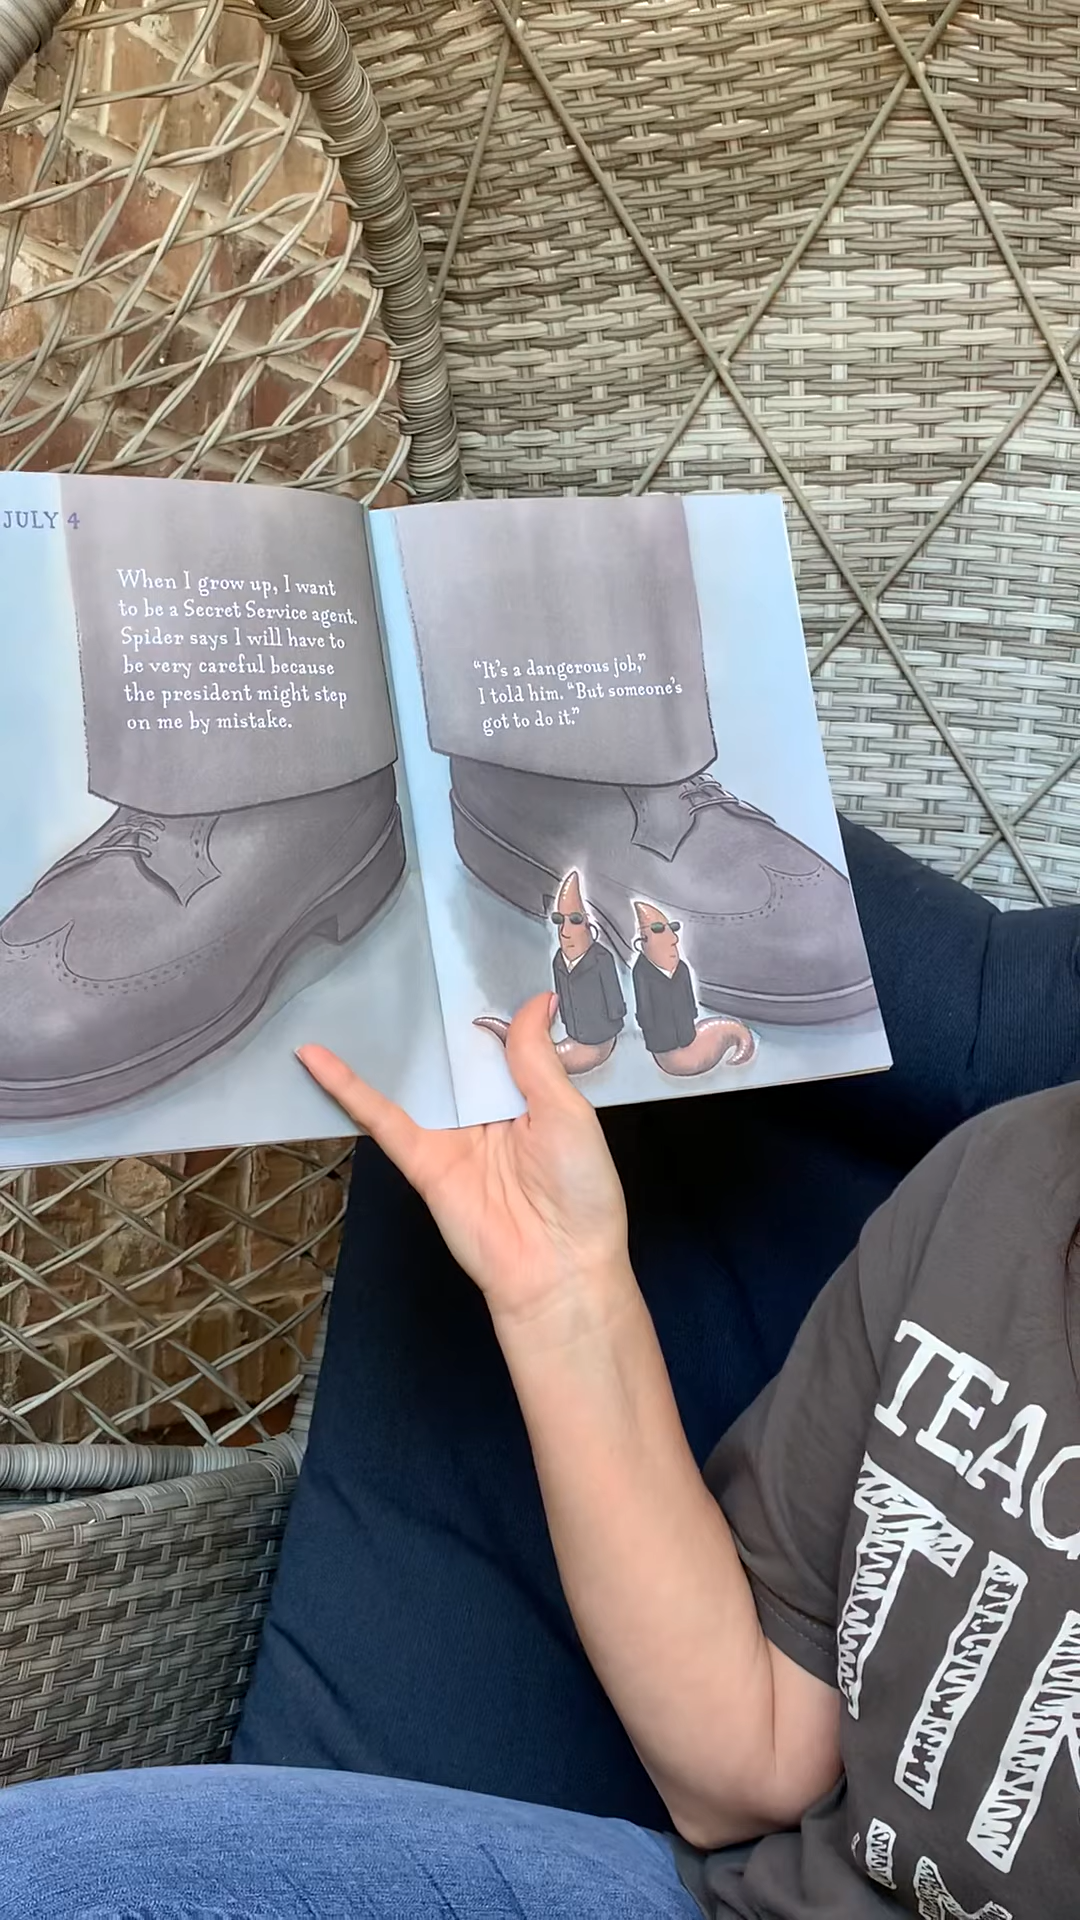 JULY 4
When I grow up, I want
to be a Secret Service agent.
Spider says I will have to
be very careful because
the president might step
on me by mistake.
“It's a dangerous job,”
I told him. “But someone's
got to do it.”